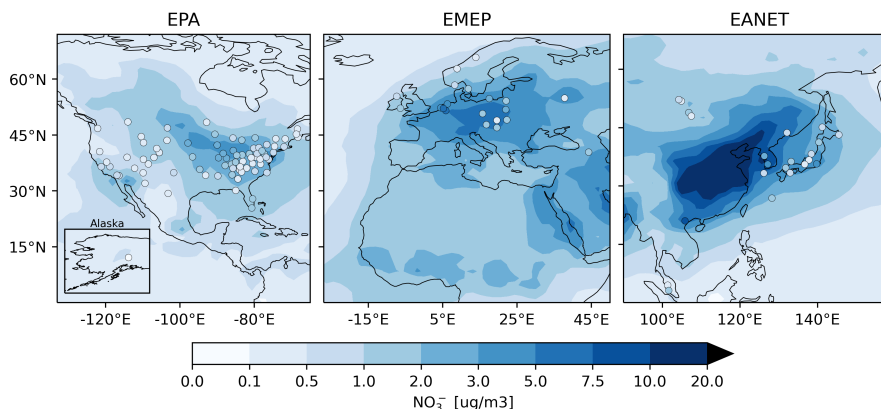 EPA EMEP EANET
60°N
45°N
30°N
15°N
Alaska
-120°E -100°E -80°E -15°E 5°E 25°E 45°E 100°E 120°E 140°E
0.0 0.1 0.5 1.0 2.0 3.0 5.0 7.5 10.0 20.0
NO₃⁻ [ug/m3]